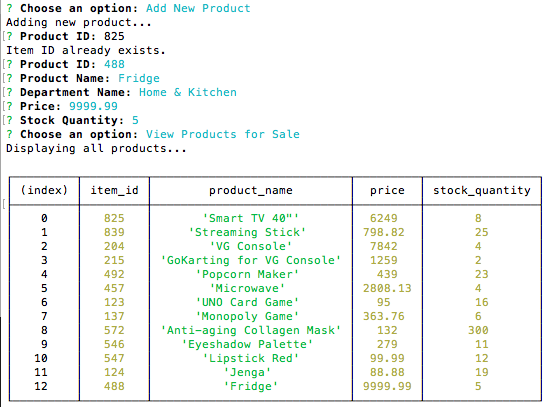 ? Choose an option: Add New Product
Adding new product...
? Product ID: 825
Item ID already exists.
? Product ID: 488
? Product Name: Fridge
? Department Name: Home & Kitchen
? Price: 9999.99
? Stock Quantity: 5
? Choose an option: View Products for Sale
Displaying all products...
(index) item_id product_name price stock_quantity
0 825 'Smart TV 40"' 6249 8
1 839 'Streaming Stick' 798.82 25
2 204 'VG Console' 7842 4
3 215 'GoKarting for VG Console' 1259 2
4 492 'Popcorn Maker' 439 23
5 457 'Microwave' 2808.13 4
6 123 'UNO Card Game' 95 16
7 137 'Monopoly Game' 363.76 6
8 572 'Anti-aging Collagen Mask' 132 300
9 546 'Eyeshadow Palette' 279 11
10 547 'Lipstick Red' 99.99 12
11 124 'Jenga' 88.88 19
12 488 'Fridge' 9999.99 5